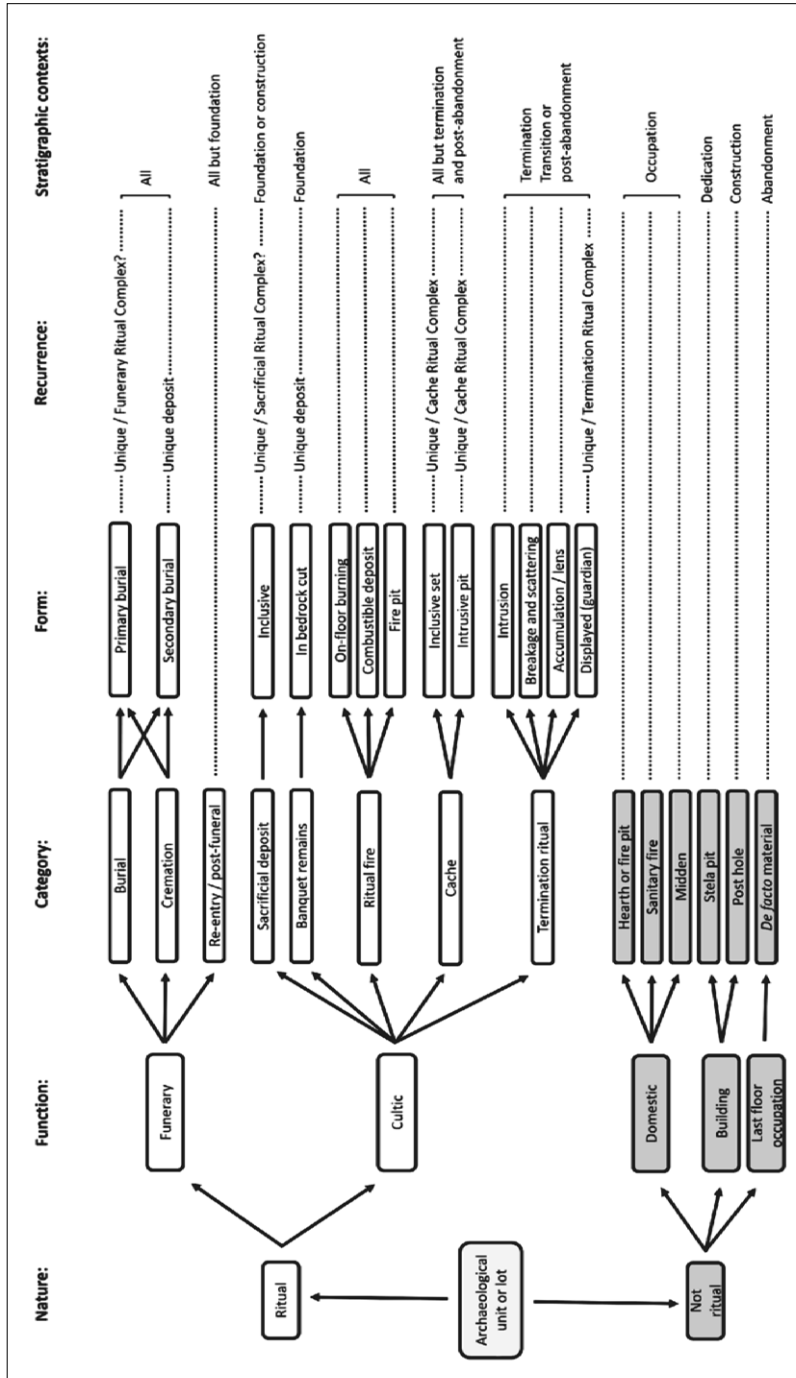 Nature:
Function:
Category:
Form:
Recurrence:
Stratigraphic contexts:
Archaeological
unit or lot
Ritual
Not
ritual
Funerary
Cultic
Domestic
Building
Last floor
occupation
Burial
Cremation
Re-entry / post-funeral
Sacrificial deposit
Banquet remains
Ritual fire
Cache
Termination ritual
Hearth or fire pit
Sanitary fire
Midden
Stela pit
Post hole
De facto material
Primary burial
Secondary burial
Inclusive
In bedrock cut
On-floor burning
Combustible deposit
Fire pit
Inclusive set
Intrusive pit
Intrusion
Breakage and scattering
Accumulation / lens
Displayed (guardian)
Unique / Funerary Ritual Complex?
Unique deposit
Unique / Sacrificial Ritual Complex?
Unique deposit
Unique / Cache Ritual Complex
Unique / Cache Ritual Complex
Unique / Termination Ritual Complex
All
All but foundation
Foundation or construction
Foundation
All
All but termination
and post-abandonment
Termination
Transition or
post-abandonment
Occupation
Dedication
Construction
Abandonment